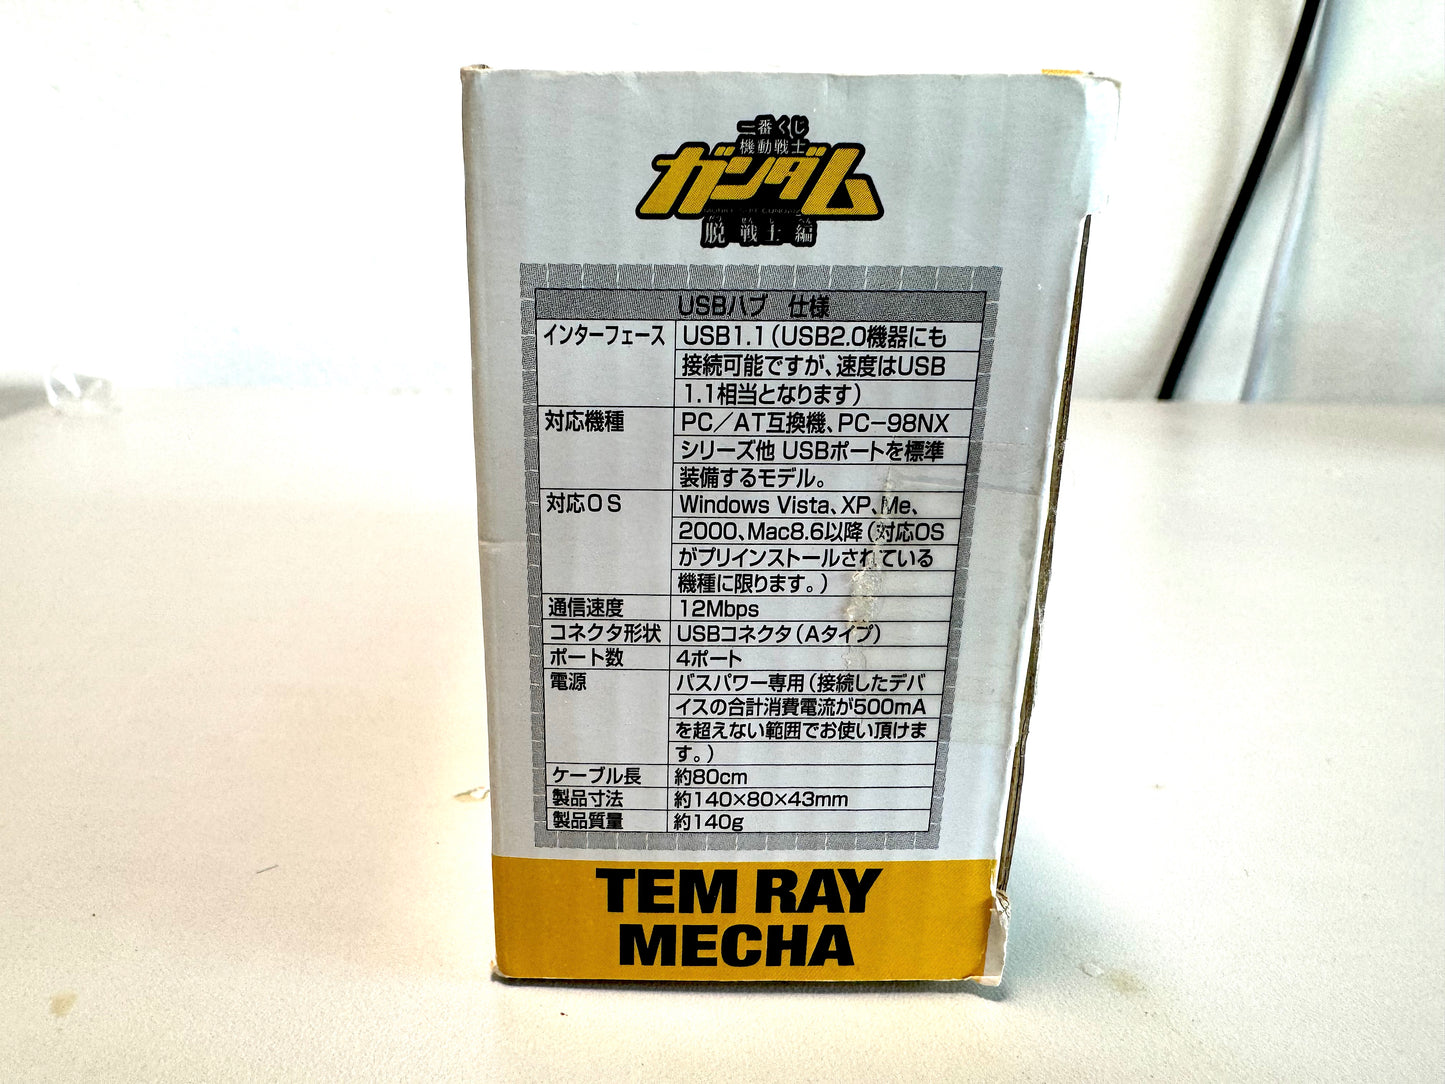 一番くじ
機動戦士
ガンダム
だつ せん し へん
脱戦士編
USBハブ 仕様
インターフェース USB1.1(USB2.0機器にも
接続可能ですが、速度はUSB
1.1相当となります)
対応機種 PC/AT互換機、PC-98NX
シリーズ他 USBポートを標準
装備するモデル。
対応OS Windows Vista、XP、Me、
2000、Mac8.6以降(対応OS
がプリインストールされている
機種に限ります。)
通信速度 12Mbps
コネクタ形状 USBコネクタ(Aタイプ)
ポート数 4ポート
電源 バスパワー専用(接続したデバ
イスの合計消費電流が500mA
を超えない範囲でお使い頂けま
す。)
ケーブル長 約80cm
製品寸法 約140×80×43mm
製品質量 約140g
TEM RAY
MECHA